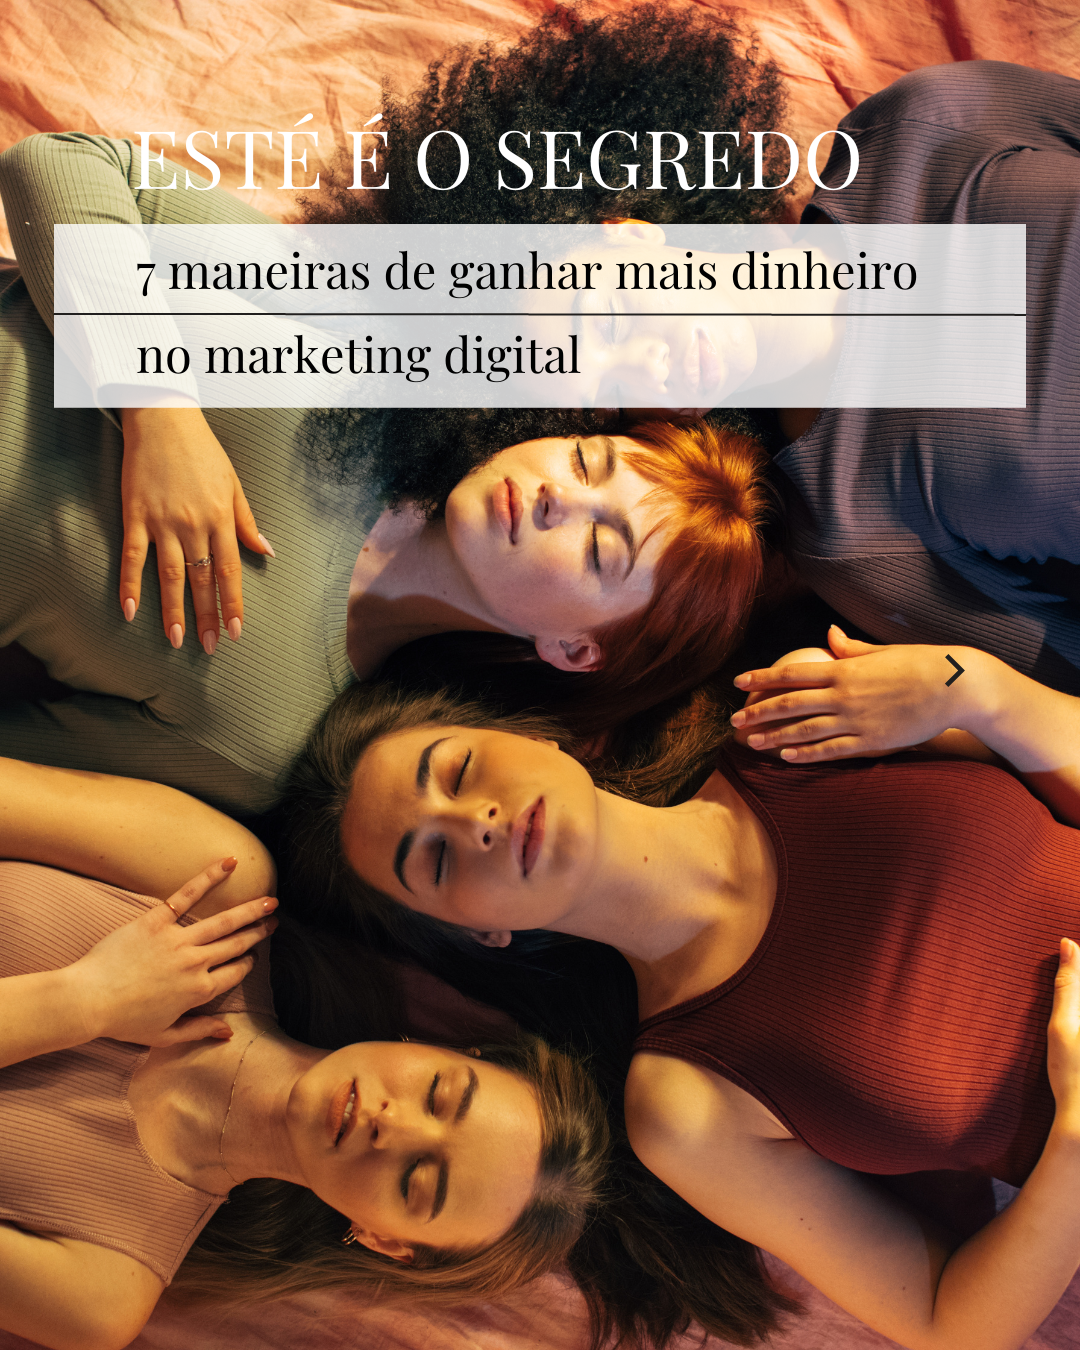 ESTÉ É O SEGREDO
7 maneiras de ganhar mais dinheiro
no marketing digital